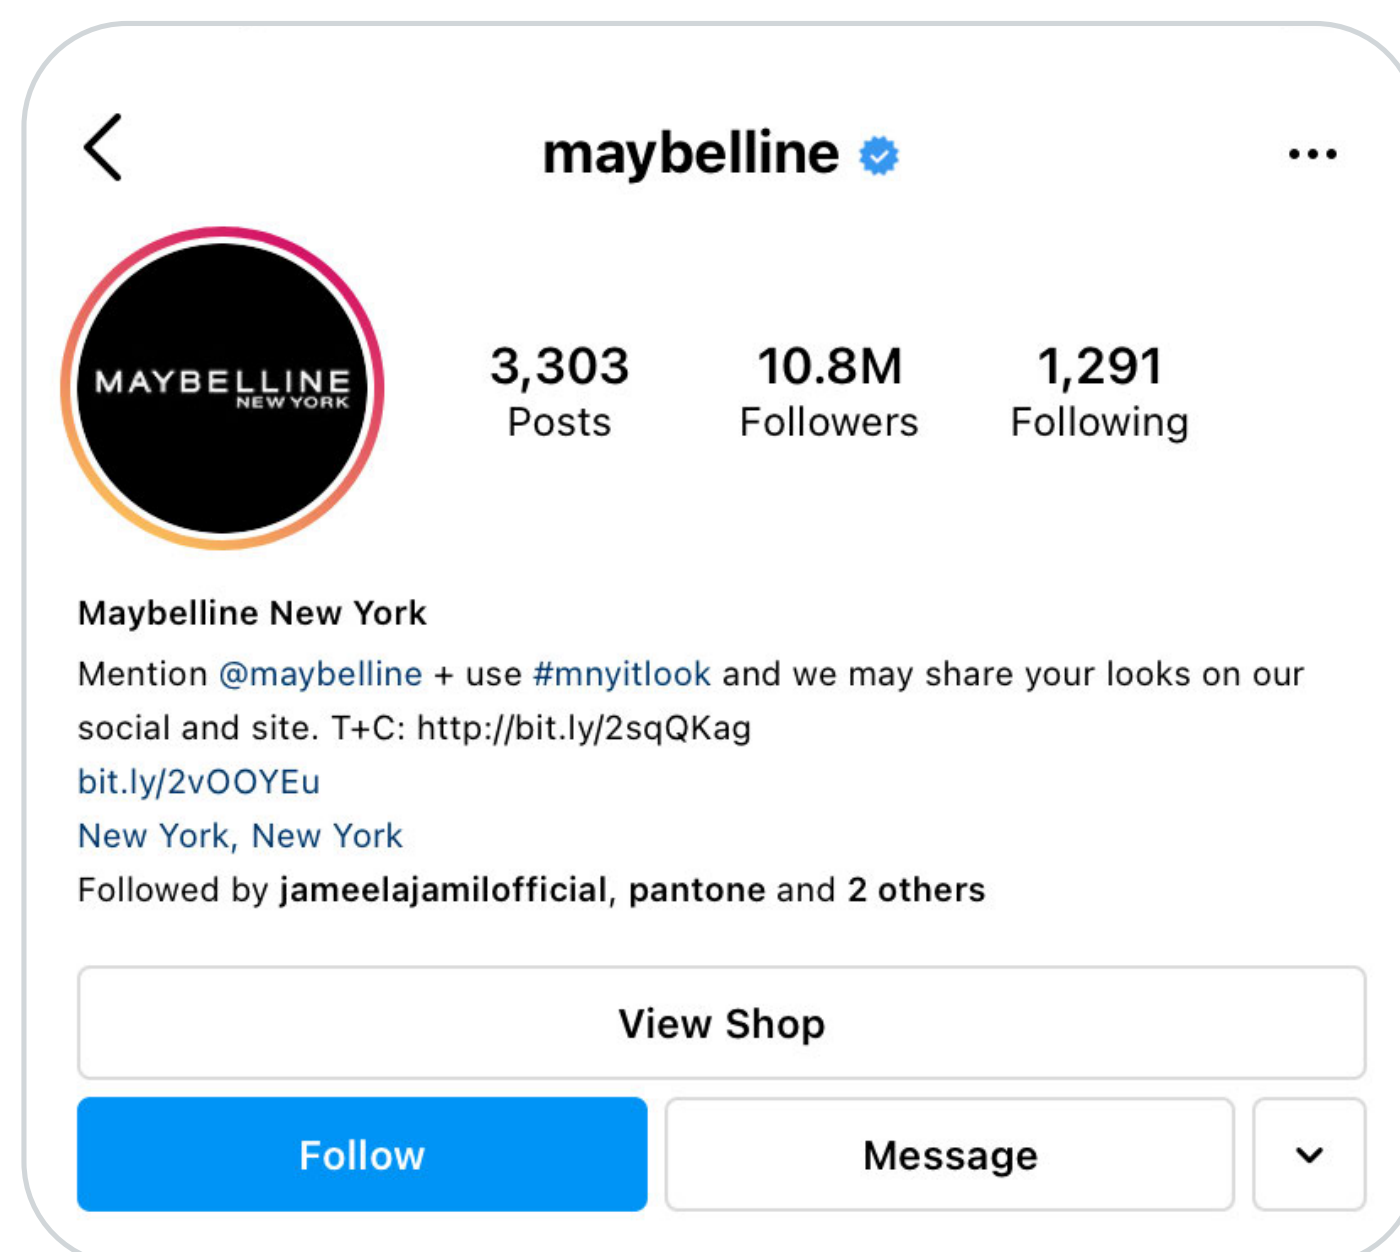 maybelline
MAYBELLINE
NEW YORK
3,303
Posts
10.8M
Followers
1,291
Following
Maybelline New York
Mention @maybelline + use #mnyitlook and we may share your looks on our
social and site. T+C: http://bit.ly/2sqQKag
bit.ly/2vOOYEu
New York, New York
Followed by jameelajamilofficial, pantone and 2 others
View Shop
Follow
Message